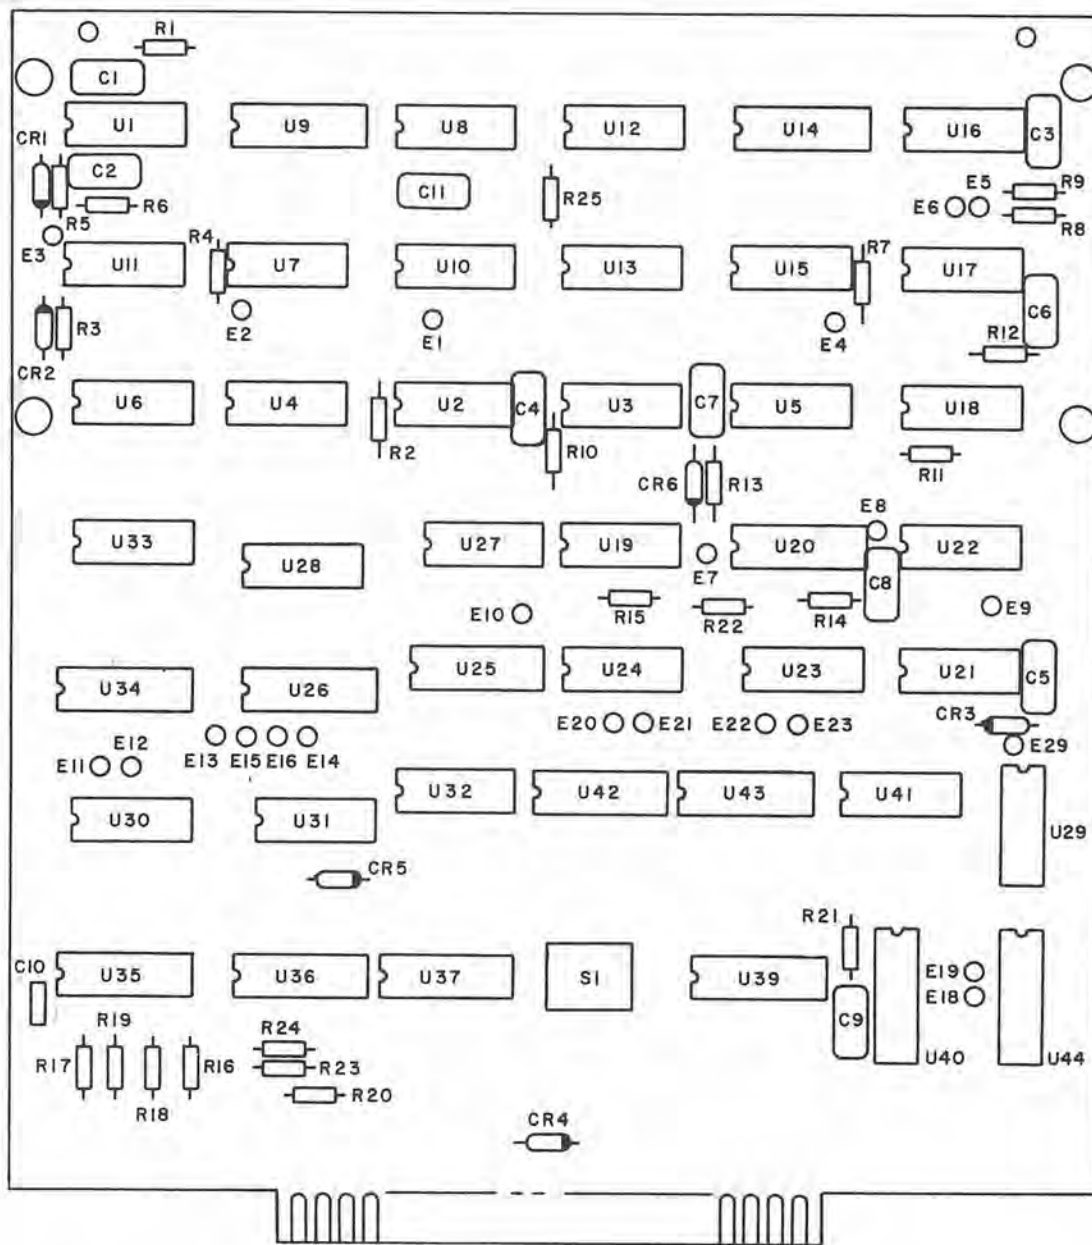 R1
C1
U1 U9 U8 U12 U14 U16 C3
CR1
C2 C11 R25 E5 R9
R6 E6 R8
R5
E3 R4 R7
U11 U7 U10 U13 U15 U17
C6
R3 E2 E1 E4 R12
CR2
U6 U4 U2 C4 U3 C7 U5 U18
R2 R10 R11
CR6 R13
E8
U33 U28 U27 U19 E7 U20 C8 U22
E10 R15 R22 R14 E9
U34 U26 U25 U24 U23 U21 C5
CR3
E20 E21 E22 E23
E12 E29
E11 E13 E15 E16 E14
U30 U31 U32 U42 U43 U41 U29
CR5
R21
C10 U35 U36 U37 S1 U39 E19
E18
R19 R24 C9
R17 R16 R23 U40 U44
R18 R20
CR4